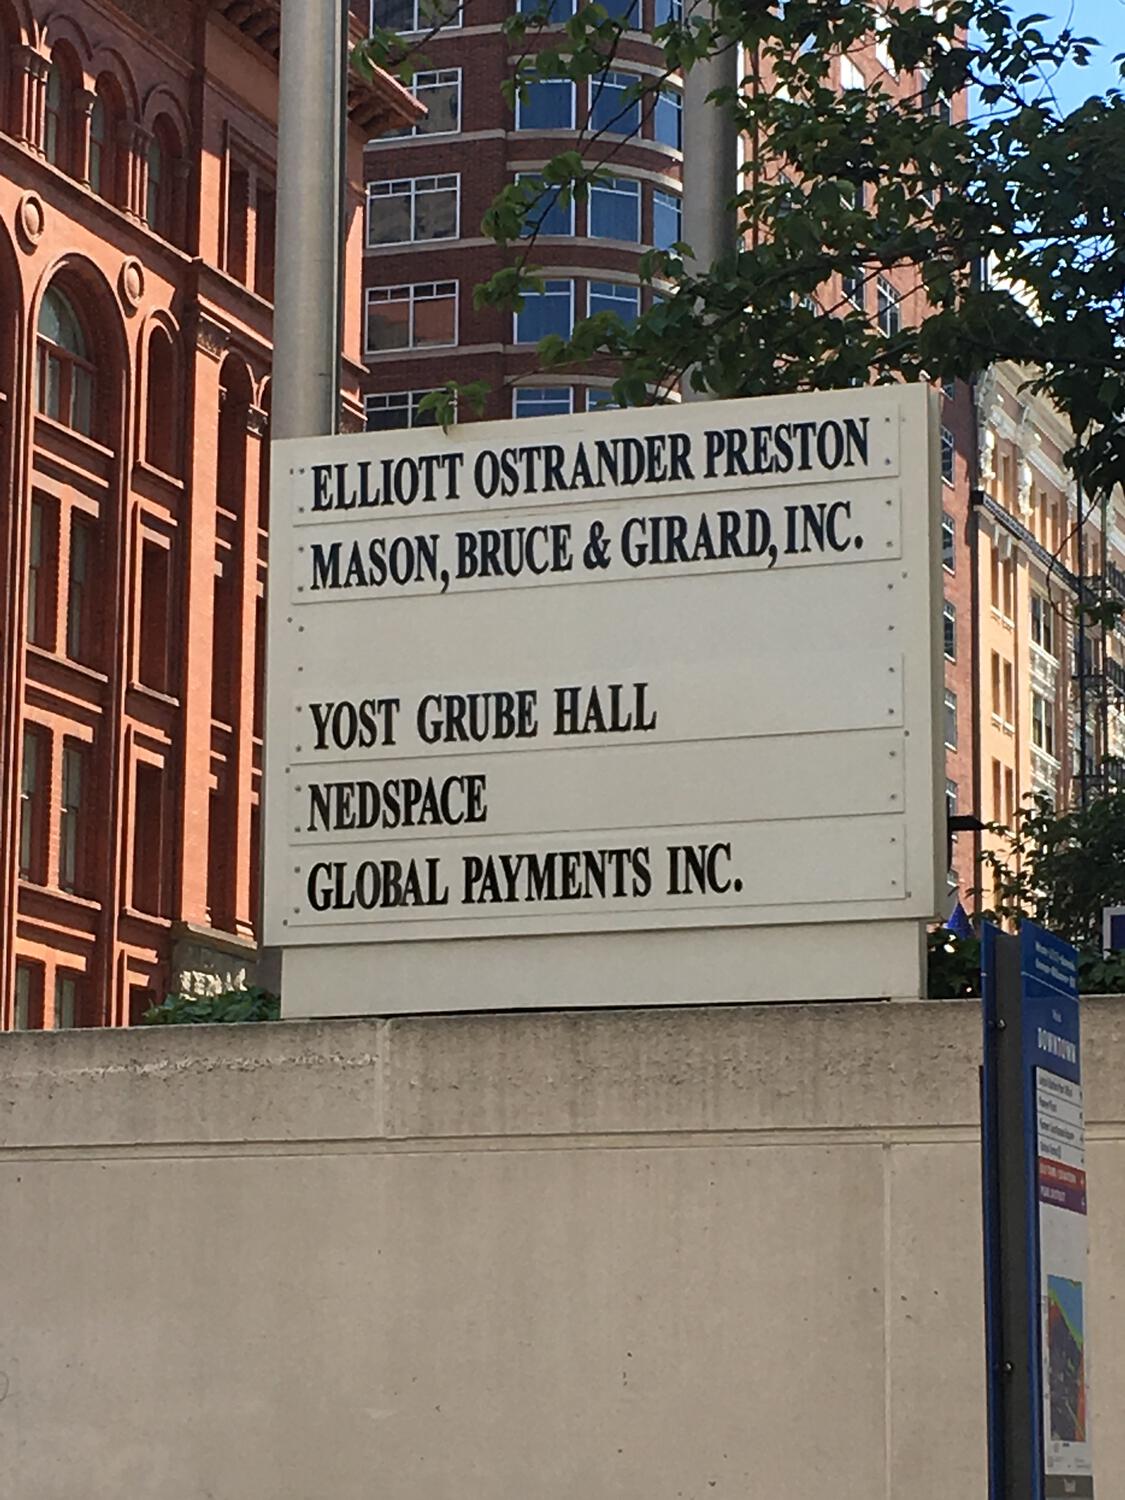 ELLIOTT OSTRANDER PRESTON
MASON, BRUCE & GIRARD, INC.
YOST GRUBE HALL
NEDSPACE
GLOBAL PAYMENTS INC.
DOWNTOWN